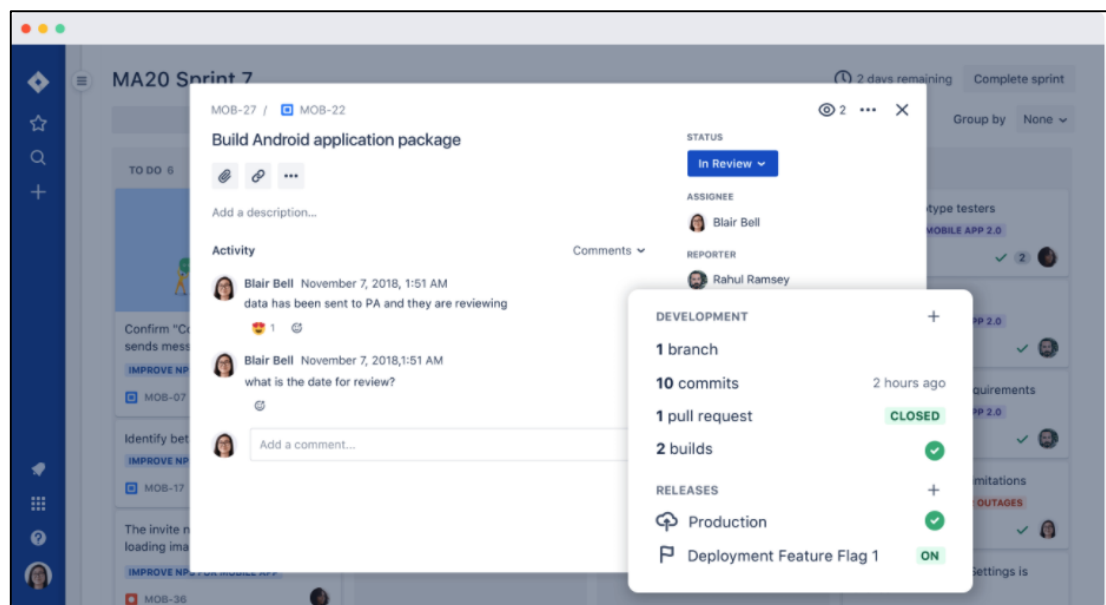 MA20 Sprint 7
2 days remaining
Complete sprint
Group by None
TO DO 6
MOB-27 / MOB-22
2
Build Android application package
Add a description...
Activity
Comments
Blair Bell November 7, 2018, 1:51 AM
data has been sent to PA and they are reviewing
1
Blair Bell November 7, 2018,1:51 AM
what is the date for review?
Add a comment...
STATUS
In Review
ASSIGNEE
Blair Bell
REPORTER
Rahul Ramsey
DEVELOPMENT
1 branch
10 commits 2 hours ago
1 pull request CLOSED
2 builds
RELEASES
Production
Deployment Feature Flag 1 ON
Confirm "Co
sends mess
IMPROVE NP
MOB-07
Identify bet
IMPROVE NP
MOB-17
The invite n
loading ima
IMPROVE NPS FOR MOBILE APP
MOB-36
type testers
MOBILE APP 2.0
2
PP 2.0
quirements
PP 2.0
mitations
OUTAGES
Settings is